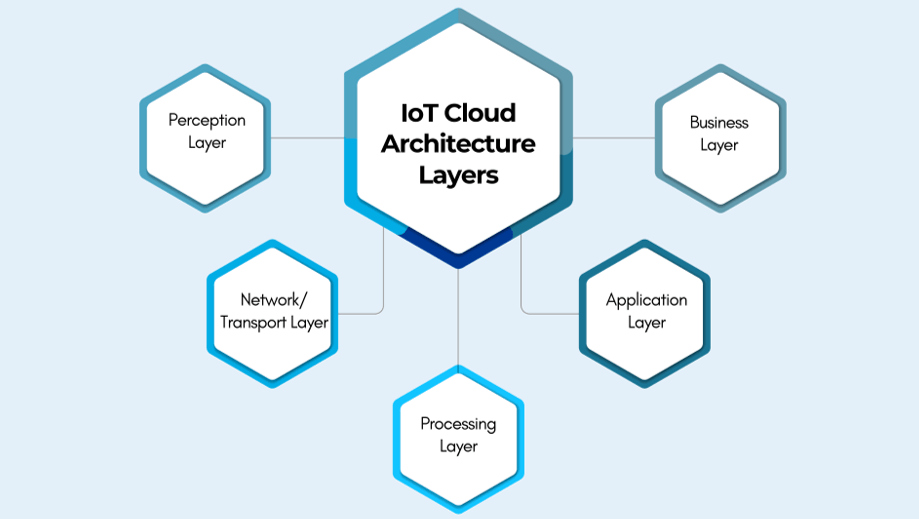 IoT Cloud
Architecture
Layers
Perception
Layer
Network/
Transport Layer
Processing
Layer
Application
Layer
Business
Layer